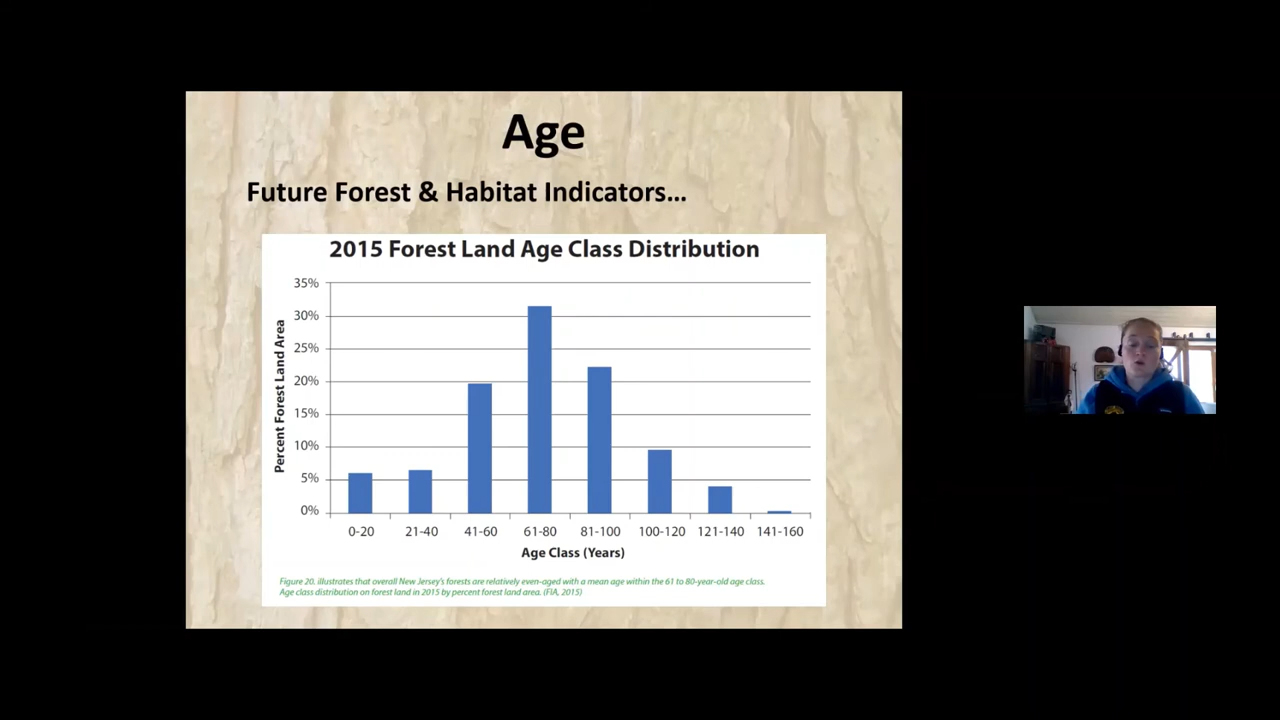 Age
Future Forest & Habitat Indicators...
2015 Forest Land Age Class Distribution
Percent Forest Land Area
35%
30%
25%
20%
15%
10%
5%
0%
0-20 21-40 41-60 61-80 81-100 100-120 121-140 141-160
Age Class (Years)
Figure 20. illustrates that overall New Jersey's forests are relatively even-aged with a mean age within the 61 to 80-year-old age class.
Age class distribution on forest land in 2015 by percent forest land area. (FIA, 2015)